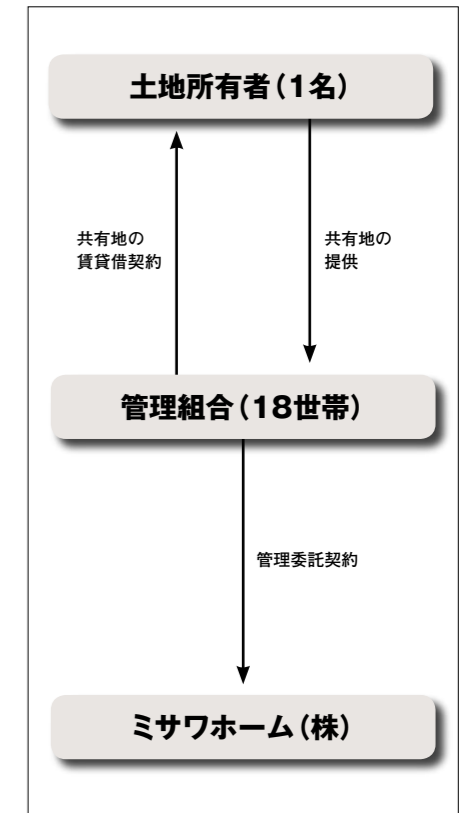 土地所有者(1名)
共有地の
賃貸借契約
共有地の
提供
管理組合(18世帯)
管理委託契約
ミサワホーム(株)